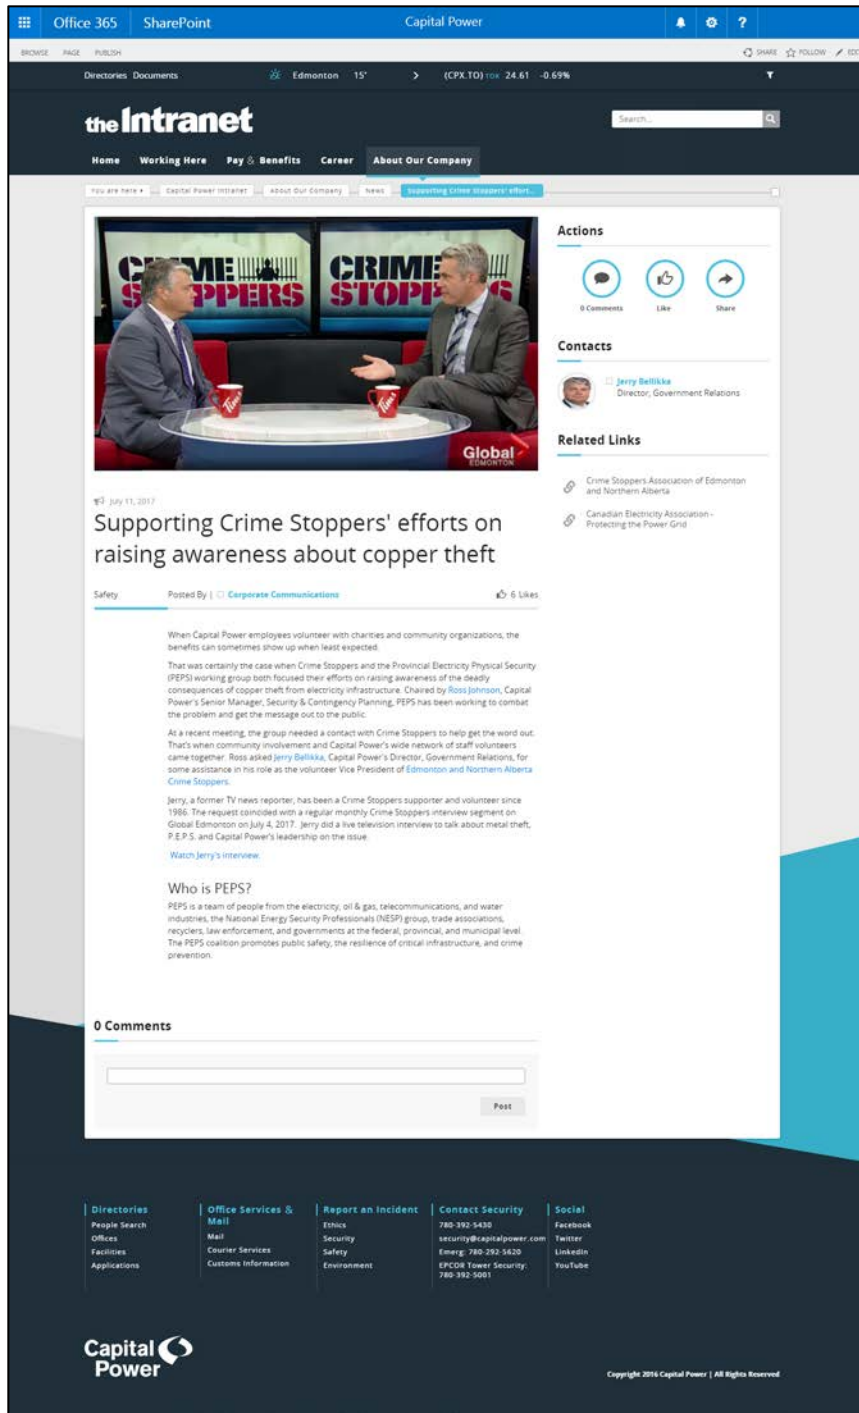 Office 365 SharePoint Capital Power ?
BROWSE PAGE PUBLISH SHARE FOLLOW
Directories Documents Edmonton 15° > (CPX.TO) TOR 24.61 -0.69%
the Intranet
Search...
Home Working Here Pay & Benefits Career About Our Company
You are here Capital Power Intranet About Our Company News Supporting Crime Stoppers' effort...
CRIME STOPPERS
CRIME STOPPERS
Tims
Tims
Global
EDMONTON
Actions
0 Comments Like Share
Contacts
Jerry Bellikka
Director, Government Relations
Related Links
Crime Stoppers Association of Edmonton
and Northern Alberta
Canadian Electricity Association -
Protecting the Power Grid
July 11, 2017
Supporting Crime Stoppers' efforts on
raising awareness about copper theft
Safety Posted By | Corporate Communications 6 Likes
When Capital Power employees volunteer with charities and community organizations, the
benefits can sometimes show up when least expected.
That was certainly the case when Crime Stoppers and the Provincial Electricity Physical Security
(PEPS) working group both focused their efforts on raising awareness of the deadly
consequences of copper theft from electricity infrastructure. Chaired by Ross Johnson, Capital
Power's Senior Manager, Security & Contingency Planning, PEPS has been working to combat
the problem and get the message out to the public.
At a recent meeting, the group needed a contact with Crime Stoppers to help get the word out.
That's when community involvement and Capital Power's wide network of staff volunteers
came together. Ross asked Jerry Bellikka, Capital Power's Director, Government Relations, for
some assistance in his role as the volunteer Vice President of Edmonton and Northern Alberta
Crime Stoppers.
Jerry, a former TV news reporter, has been a Crime Stoppers supporter and volunteer since
1986. The request coincided with a regular monthly Crime Stoppers interview segment on
Global Edmonton on July 4, 2017. Jerry did a live television interview to talk about metal theft,
P.E.P.S. and Capital Power's leadership on the issue.
Watch Jerry's interview.
Who is PEPS?
PEPS is a team of people from the electricity, oil & gas, telecommunications, and water
industries, the National Energy Security Professionals (NESP) group, trade associations,
recyclers, law enforcement, and governments at the federal, provincial, and municipal level.
The PEPS coalition promotes public safety, the resilience of critical infrastructure, and crime
prevention.
0 Comments
Post
Directories
People Search
Offices
Facilities
Applications
Office Services &
Mail
Mail
Courier Services
Customs Information
Report an Incident
Ethics
Security
Safety
Environment
Contact Security
780-392-5430
security@capitalpower.com
Emerg: 780-292-5620
EPCOR Tower Security:
780-392-5001
Social
Facebook
Twitter
LinkedIn
YouTube
Capital
Power
Copyright 2016 Capital Power | All Rights Reserved